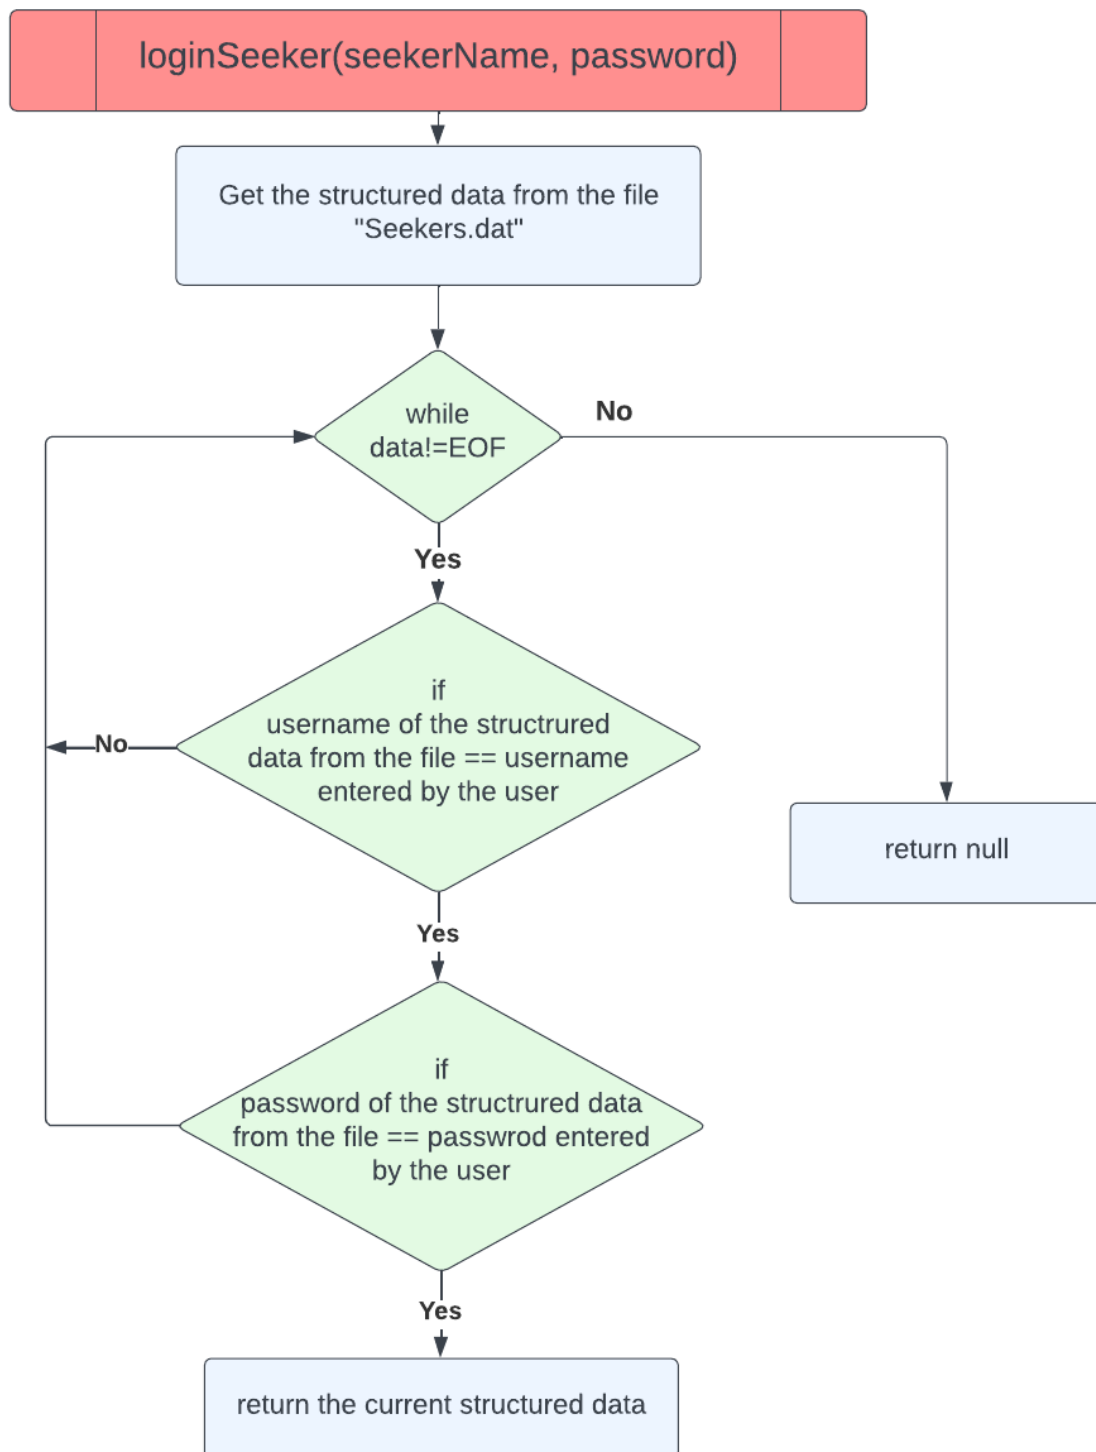 loginSeeker(seekerName, password)
Get the structured data from the file
"Seekers.dat"
while
data!=EOF
No
Yes
if
username of the structrured
data from the file == username
entered by the user
No
return null
Yes
if
password of the structrured data
from the file == passwrod entered
by the user
Yes
return the current structured data